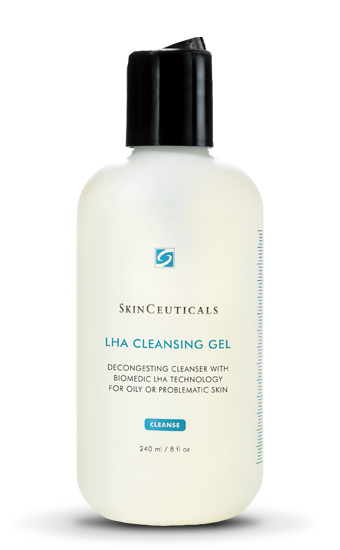 SKINCEUTICALS
LHA CLEANSING GEL
DECONGESTING CLEANSER WITH
BIOMEDIC LHA TECHNOLOGY
FOR OILY OR PROBLEMATIC SKIN
CLEANSE
240 ml / 8 fl oz